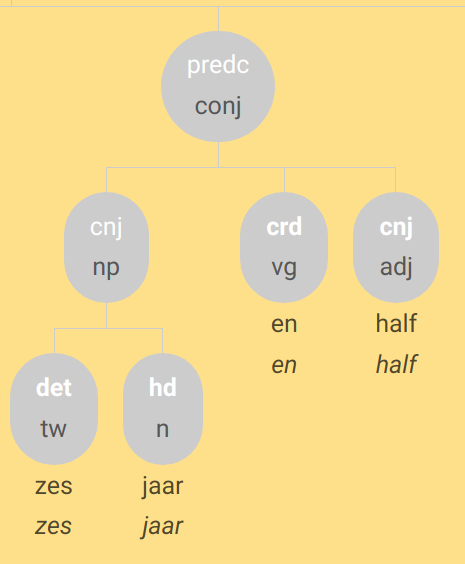 predc
conj
cnj
np
crd
vg
en
en
cnj
adj
half
half
det
tw
zes
zes
hd
n
jaar
jaar